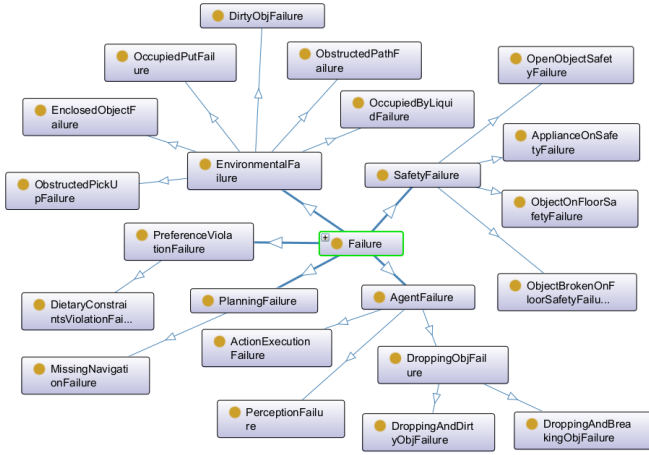 DirtyObjFailure
OccupiedPutFail
ure
ObstructedPathF
ailure
OpenObjectSafet
yFailure
EnclosedObjectF
ailure
OccupiedByLiqui
dFailure
ApplianceOnSafe
tyFailure
EnvironmentalFa
ilure
SafetyFailure
ObstructedPickU
pFailure
ObjectOnFloorSa
fetyFailure
PreferenceViola
tionFailure
Failure
DietaryConstrai
ntsViolationFai...
PlanningFailure
AgentFailure
ObjectBrokenOnF
loorSafetyFailu...
ActionExecution
Failure
MissingNavigati
onFailure
DroppingObjFail
ure
PerceptionFailu
re
DroppingAndDirt
yObjFailure
DroppingAndBrea
kingObjFailure